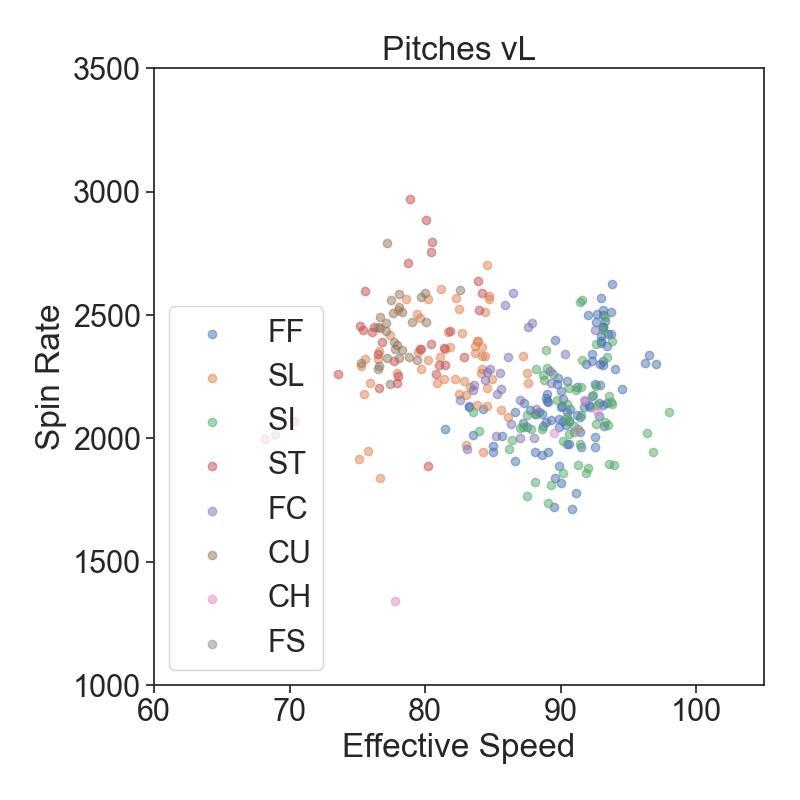 Pitches vL
3500
3000
2500
2000
1500
1000
Spin Rate
FF
SL
SI
ST
FC
CU
CH
FS
60 70 80 90 100
Effective Speed